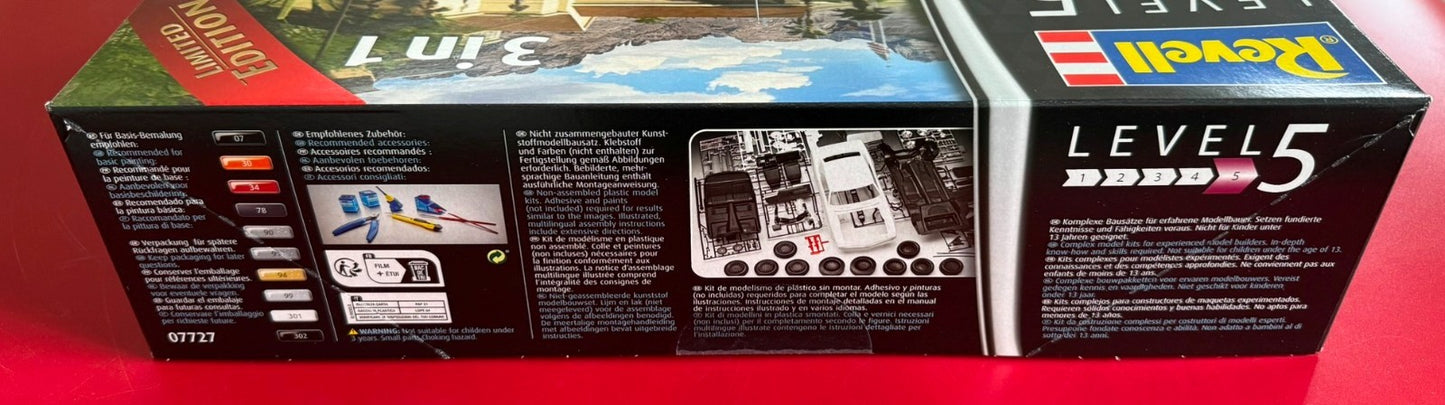 LIMITED
EDITION
3 in 1
LEVEL 5
Revell®
Für Basis-Bemalung
empfohlen:
Recommended for
basic painting:
Recommandé pour
la peinture de base :
Aanbevolen voor
basisbeschildering:
Recomendado para
la pintura básica:
Raccomandato per
la pittura di base:
Verpackung für spätere
Rückfragen aufbewahren.
Keep packaging for later
questions.
Conserver l'emballage
pour références ultérieures.
Bewaar de verpakking
voor eventuele vragen.
Guardar el embalaje
para futuras consultas.
Conservare l'imballaggio
per richieste future.
07727
07
30
34
78
90
94
99
301
302
Empfohlenes Zubehör:
Recommended accessories:
Accessoires recommandés :
Aanbevolen toebehoren:
Accesorios recomendados:
Accessori consigliati:
FR
FILM
+ ÉTUI
BAC
DE
TRI
WARNING: Not suitable for children under
3 years. Small parts. Choking hazard.
Nicht zusammengebauter Kunst-
stoffmodellbausatz. Klebstoff
und Farben (nicht enthalten) zur
Fertigstellung gemäß Abbildungen
erforderlich. Bebilderte, mehr-
sprachige Bauanleitung enthält
ausführliche Montageanweisung.
Non-assembled plastic model
kits. Adhesive and paints
(not included) required for results
similar to the images. Illustrated,
multilingual assembly instructions
include extensive directions.
Kit de modélisme en plastique
non assemblé. Colle et peintures
(non incluses) nécessaires pour
la finition conformément aux
illustrations. La notice d'assemblage
multilingue illustrée comprend
l'intégralité des consignes de
montage.
Niet-geassembleerde kunststof
modelbouwset. Lijm en lak (niet
meegeleverd) voor de assemblage
volgens de afbeeldingen benodigd
De meertalige montagehandleiding
met afbeeldingen bevat uitgebreide
instructies.
Kit de modelismo de plástico sin montar. Adhesivo y pinturas
(no incluidas) requeridos para completar el modelo según las
ilustraciones. Instrucciones de montaje detalladas en el manual
de instrucciones ilustrado y en varios idiomas.
Kit di modellini in plastica smontati. Colla e vernici necessari
(non inclusi) per il completamento secondo le figure. Istruzioni
multilingue illustrate contengono le istruzioni dettagliate per
l'installazione.
LEVEL 5
1 2 3 4 5
Komplexe Bausätze für erfahrene Modellbauer. Setzen fundierte
Kenntnisse und Fähigkeiten voraus. Nicht für Kinder unter
13 Jahren geeignet.
Complex model kits for experienced model builders. In-depth
know-how and skills required. Not suitable for children under the age of 13.
Kits complexes pour modélistes expérimentés. Exigent des
connaissances et des compétences approfondies. Ne conviennent pas aux
enfants de moins de 13 ans.
Complexe bouwpakketten voor ervaren modelbouwers. Vereist
gedegen kennis en vaardigheden. Niet geschikt voor kinderen
onder 13 jaar.
Kits complejos para constructores de maquetas experimentados.
Requieren sólidos conocimientos y buenas habilidades. No aptos para
menores de 13 años.
Kit da costruzione complessi per costruttori di modelli esperti.
Presuppone fondate conoscenze e abilità. Non adatto a bambini al di
sotto dei 13 anni.